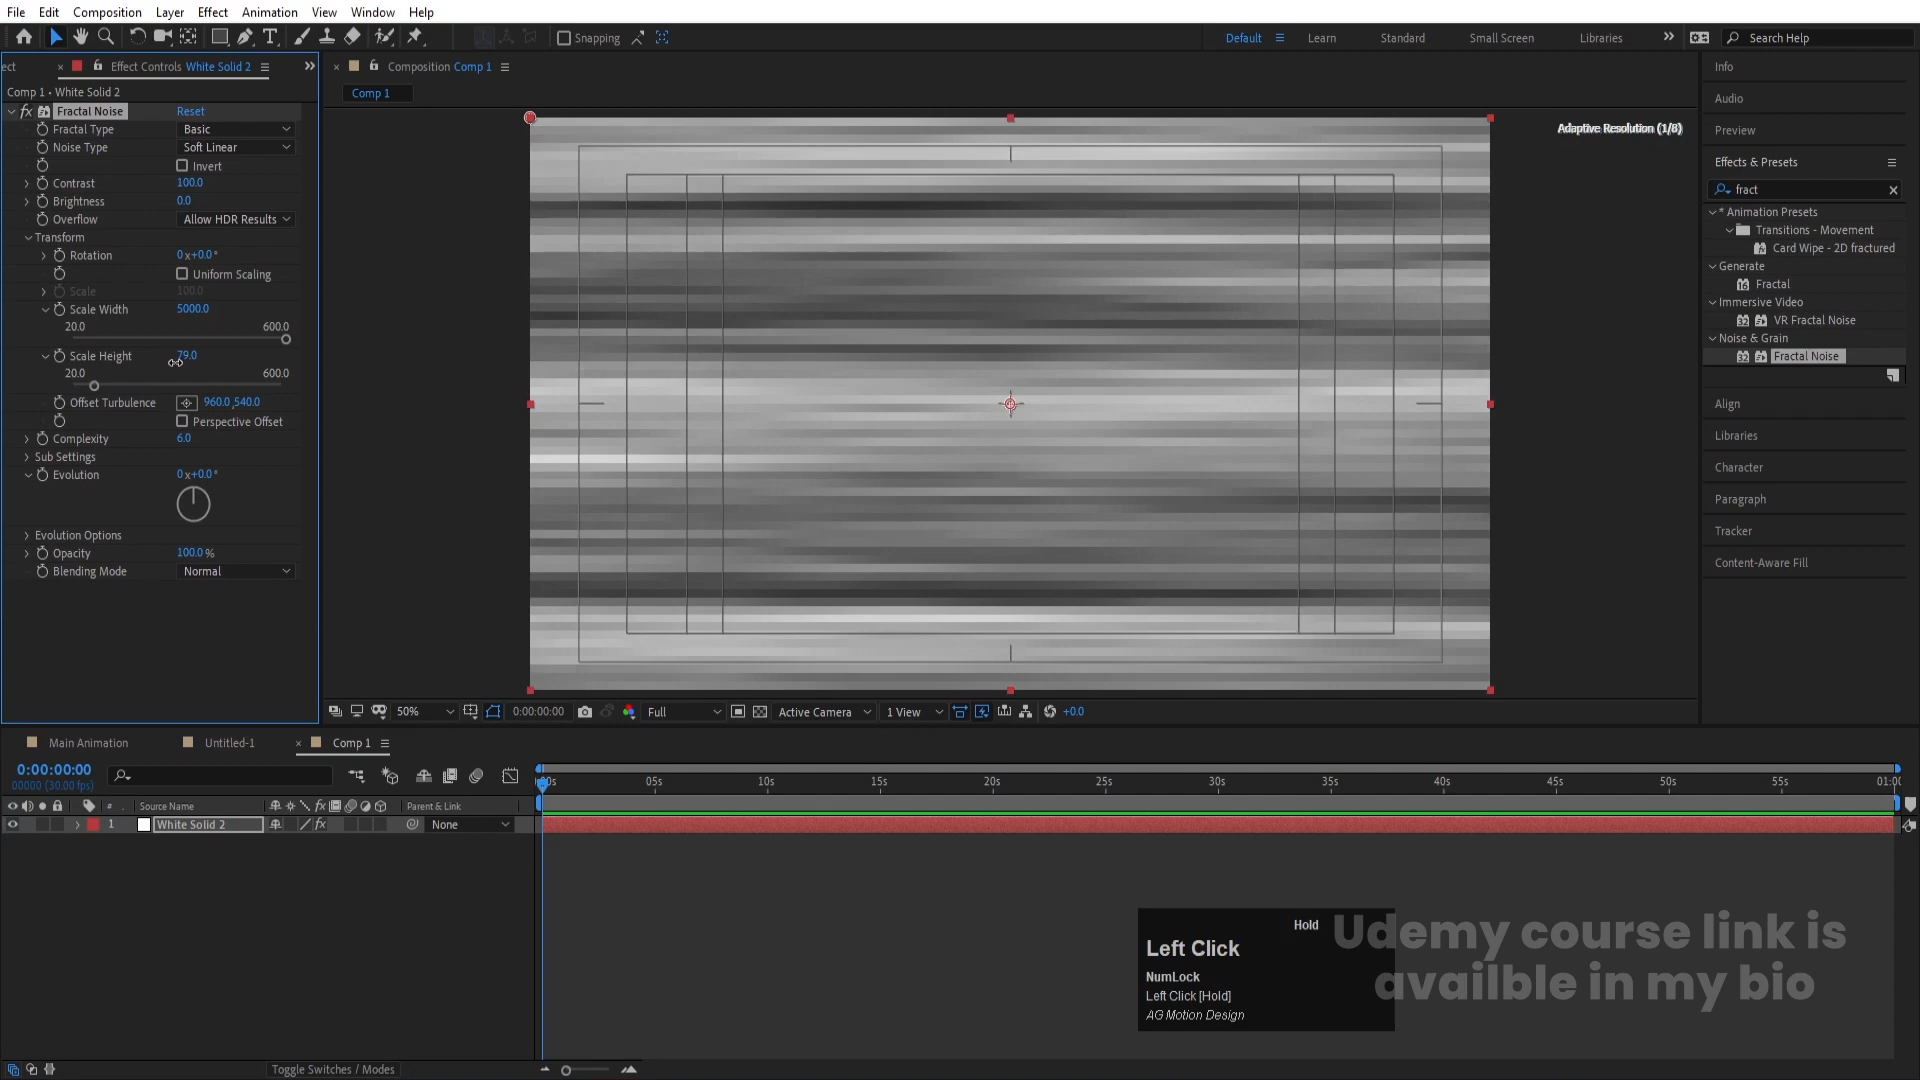 File Edit Composition Layer Effect Animation View Window Help
Snapping
Default Learn Standard Small Screen Libraries
Search Help
ect Effect Controls White Solid 2
Comp 1 • White Solid 2
fx Fractal Noise Reset
Fractal Type Basic
Noise Type Soft Linear
Invert
Contrast 100.0
Brightness 0.0
Overflow Allow HDR Results
Transform
Rotation 0x+0.0°
Uniform Scaling
Scale 100.0
Scale Width 5000.0
20.0 600.0
Scale Height 79.0
20.0 600.0
Offset Turbulence 960.0,540.0
Perspective Offset
Complexity 6.0
Sub Settings
Evolution 0x+0.0°
Evolution Options
Opacity 100.0%
Blending Mode Normal
Composition Comp 1
Comp 1
Adaptive Resolution (1/8)
50% 0:00:00:00 Full Active Camera 1 View +0.0
Info
Audio
Preview
Effects & Presets
fract
* Animation Presets
Transitions - Movement
Card Wipe - 2D fractured
Generate
Fractal
Immersive Video
VR Fractal Noise
Noise & Grain
Fractal Noise
Align
Libraries
Character
Paragraph
Tracker
Content-Aware Fill
Main Animation Untitled-1 Comp 1
0:00:00:00
00000 (30.00 fps)
# Source Name fx Parent & Link
1 White Solid 2 fx None
:00s 05s 10s 15s 20s 25s 30s 35s 40s 45s 50s 55s 01:00
Toggle Switches / Modes
Hold
Left Click
NumLock
Left Click [Hold]
AG Motion Design
Udemy course link is
availble in my bio